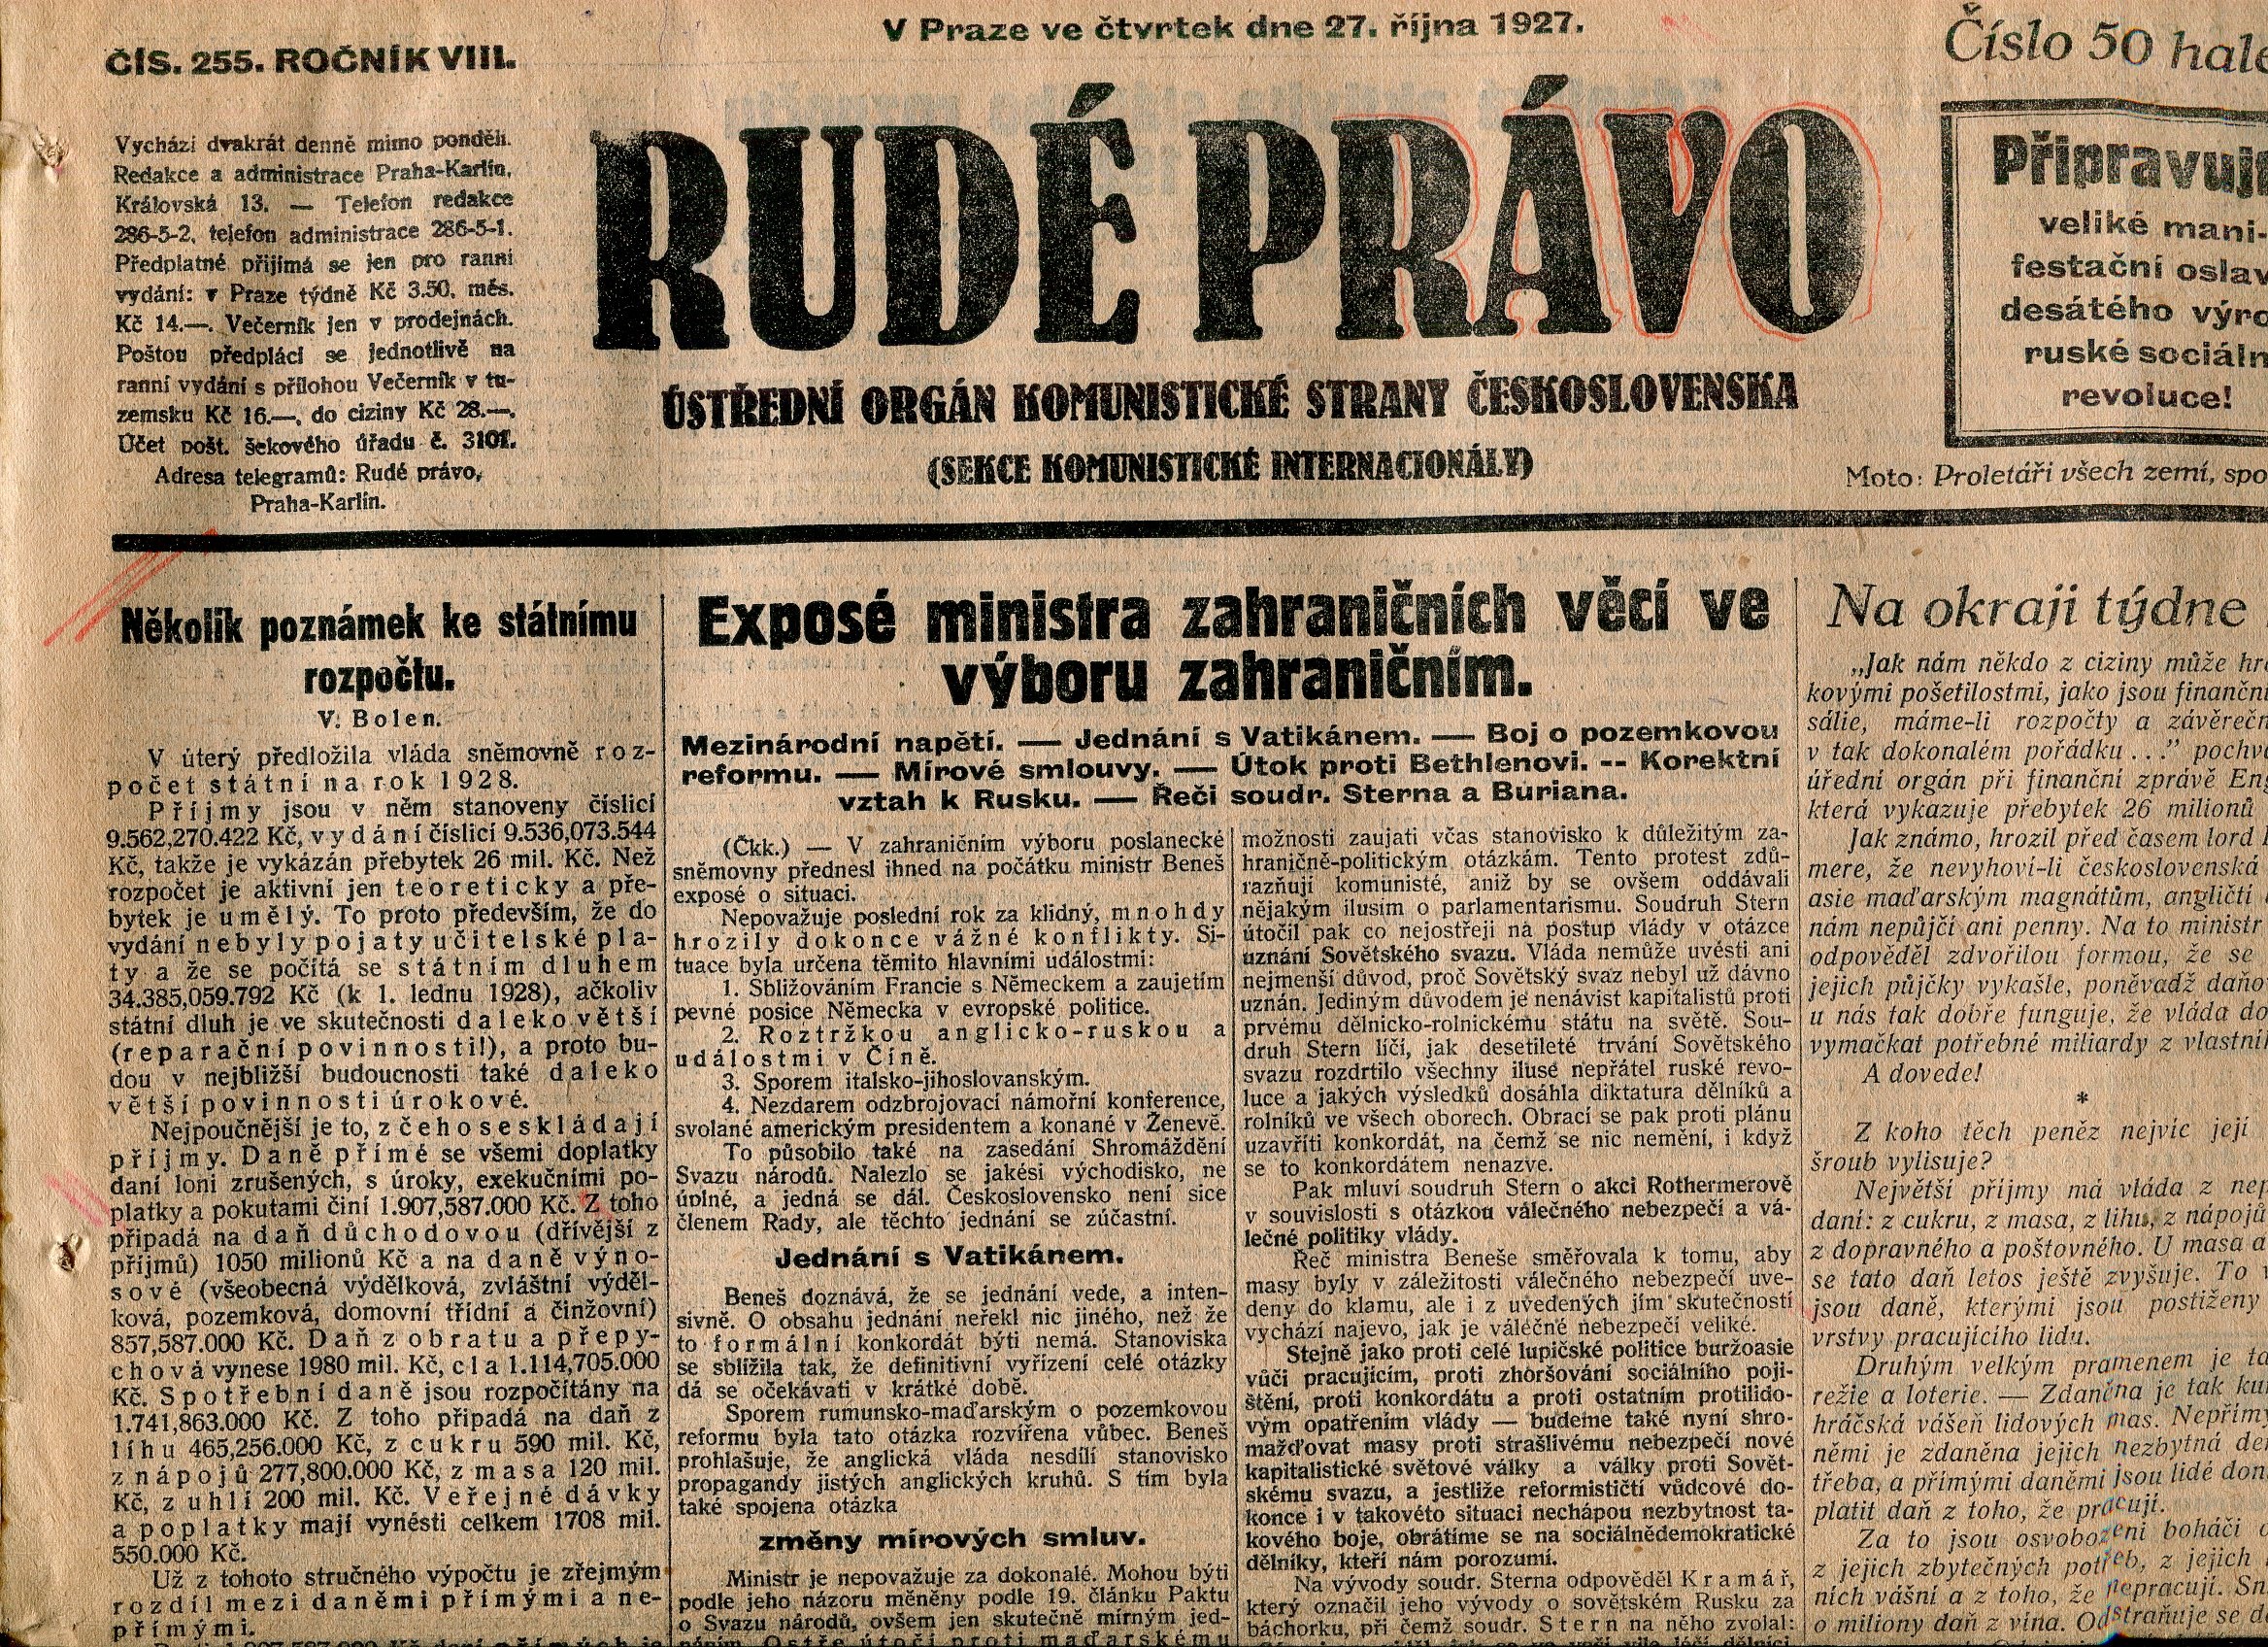 V Praze ve čtvrtek dne 27. října 1927.
ČÍS. 255. ROČNÍK VIII.
Vychází dvakrát denně mimo pondělí.
Redakce a administrace Praha-Karlín,
Královská 13. — Telefon redakce
286-5-2, telefon administrace 286-5-1.
Předplatné přijímá se jen pro ranní
vydání: v Praze týdně Kč 3.50, měs.
Kč 14.—. Večerník jen v prodejnách.
Poštou předplácí se jednotlivě na
ranní vydání s přílohou Večerník v tu-
zemsku Kč 16.—, do ciziny Kč 28.—,
Účet pošt. šekového úřadu č. 3101.
Adresa telegramů: Rudé právo,
Praha-Karlín.
RUDÉ PRÁVO
ÚSTŘEDNÍ ORGÁN KOMUNISTICKÉ STRANY ČESKOSLOVENSKA
(SEKCE KOMUNISTICKÉ INTERNACIONÁLY)
Číslo 50 hale
Připravuj
veliké mani-
festační oslav
desátého výro
ruské sociáln
revoluce!
Moto: Proletáři všech zemí, spo
Několik poznámek ke státnímu
rozpočtu.
V. Bolen.
V úterý předložila vláda sněmovně roz-
počet státní na rok 1928.
Příjmy jsou v něm stanoveny číslicí
9.562,270.422 Kč, vydání číslicí 9.536,073.544
Kč, takže je vykázán přebytek 26 mil. Kč. Než
rozpočet je aktivní jen teoreticky a pře-
bytek je umělý. To proto především, že do
vydání nebyly pojaty učitelské pla-
ty a že se počítá se státním dluhem
34.385,059.792 Kč (k 1. lednu 1928), ačkoliv
státní dluh je ve skutečnosti daleko větší
(reparační povinnosti!), a proto bu-
dou v nejbližší budoucnosti také daleko
větší povinnosti úrokové.
Nejpoučnější je to, z čeho se skládají
příjmy. Daně přímé se všemi doplatky
daní loni zrušených, s úroky, exekučními po-
platky a pokutami činí 1.907,587.000 Kč. Z toho
připadá na daň důchodovou (dřívější z
příjmů) 1050 milionů Kč a na daně výno-
sové (všeobecná výdělková, zvláštní výděl-
ková, pozemková, domovní třídní a činžovní)
857,587.000 Kč. Daň z obratu a přepy-
chová vynese 1980 mil. Kč, cla 1.114,705.000
Kč. Spotřební daně jsou rozpočítány na
1.741,863.000 Kč. Z toho připadá na daň z
lihu 465,256.000 Kč, z cukru 590 mil. Kč,
z nápojů 277,800.000 Kč, z masa 120 mil.
Kč, z uhlí 200 mil. Kč. Veřejné dávky
a poplatky mají vynésti celkem 1708 mil.
550.000 Kč.
Už z tohoto stručného výpočtu je zřejmým
rozdíl mezi daněmi přímými a ne-
přímými.
Exposé ministra zahraničních věcí ve
výboru zahraničním.
Mezinárodní napětí. — Jednání s Vatikánem. — Boj o pozemkovou
reformu. — Mírové smlouvy. — Útok proti Bethlenovi. -- Korektní
vztah k Rusku. — Řeči soudr. Sterna a Buriana.
(Čkk.) — V zahraničním výboru poslanecké
sněmovny přednesl ihned na počátku ministr Beneš
exposé o situaci.
Nepovažuje poslední rok za klidný, mnohdy
hrozily dokonce vážné konflikty. Si-
tuace byla určena těmito hlavními událostmi:
1. Sbližováním Francie s Německem a zaujetím
pevné posice Německa v evropské politice.
2. Roztržkou anglicko-ruskou a
událostmi v Číně.
3. Sporem italsko-jihoslovanským.
4. Nezdarem odzbrojovací námořní konference,
svolané americkým presidentem a konané v Ženevě.
To působilo také na zasedání Shromáždění
Svazu národů. Nalezlo se jakési východisko, ne
úplné, a jedná se dál. Československo není sice
členem Rady, ale těchto jednání se zúčastní.
Jednání s Vatikánem.
Beneš doznává, že se jednání vede, a inten-
sivně. O obsahu jednání neřekl nic jiného, než že
to formální konkordát býti nemá. Stanoviska
se sblížila tak, že definitivní vyřízení celé otázky
dá se očekávati v krátké době.
Sporem rumunsko-maďarským o pozemkovou
reformu byla tato otázka rozvířena vůbec. Beneš
prohlašuje, že anglická vláda nesdílí stanovisko
propagandy jistých anglických kruhů. S tím byla
také spojena otázka
změny mírových smluv.
Ministr je nepovažuje za dokonalé. Mohou býti
podle jeho názoru měněny podle 19. článku Paktu
o Svazu národů, ovšem jen skutečně mírným jed-
náním. Ostře útočí proti maďarskému
možnosti zaujati včas stanovisko k důležitým za-
hraničně-politickým otázkám. Tento protest zdů-
razňují komunisté, aniž by se ovšem oddávali
nějakým ilusím o parlamentarismu. Soudruh Stern
útočil pak co nejostřeji na postup vlády v otázce
uznání Sovětského svazu. Vláda nemůže uvésti ani
nejmenší důvod, proč Sovětský svaz nebyl už dávno
uznán. Jediným důvodem je nenávist kapitalistů proti
prvému dělnicko-rolnickému státu na světě. Sou-
druh Stern líčí, jak desetileté trvání Sovětského
svazu rozdrtilo všechny iluse nepřátel ruské revo-
luce a jakých výsledků dosáhla diktatura dělníků a
rolníků ve všech oborech. Obrací se pak proti plánu
uzavříti konkordát, na čemž se nic nemění, i když
se to konkordátem nenazve.
Pak mluví soudruh Stern o akci Rothermerově
v souvislosti s otázkou válečného nebezpečí a vá-
lečné politiky vlády.
Řeč ministra Beneše směřovala k tomu, aby
masy byly v záležitosti válečného nebezpečí uve-
deny do klamu, ale i z uvedených jím skutečností
vychází najevo, jak je válečné nebezpečí veliké.
Stejně jako proti celé lupičské politice buržoasie
vůči pracujícím, proti zhoršování sociálního poji-
štění, proti konkordátu a proti ostatním protilido-
vým opatřením vlády — budeme také nyní shro-
mažďovat masy proti strašlivému nebezpečí nové
kapitalistické světové války a války proti Sovět-
skému svazu, a jestliže reformističtí vůdcové do-
konce i v takovéto situaci nechápou nezbytnost ta-
kového boje, obrátíme se na sociálnědemokratické
dělníky, kteří nám porozumí.
Na vývody soudr. Sterna odpověděl Kramář,
který označil jeho vývody o sovětském Rusku za
báchorku, při čemž soudr. Stern na něho zvolal:
Na okraji týdne
„Jak nám někdo z ciziny může hro
kovými pošetilostmi, jako jsou finanční
sálie, máme-li rozpočty a závěrečn
v tak dokonalém pořádku ...” pochv
úřední orgán při finanční zprávě Eng
která vykazuje přebytek 26 milionů
Jak známo, hrozil před časem lord
mere, že nevyhoví-li československá
asie maďarským magnátům, angličtí
nám nepůjčí ani penny. Na to ministr
odpověděl zdvořilou formou, že se
jejich půjčky vykašle, poněvadž daňo
u nás tak dobře funguje, že vláda do
vymačkat potřebné miliardy z vlastní
A dovede!
*
Z koho těch peněz nejvíc její
šroub vylisuje?
Největší příjmy má vláda z nep
daní: z cukru, z masa, z lihu, z nápojů
z dopravného a poštovného. U masa a
se tato daň letos ještě zvyšuje. To
jsou daně, kterými jsou postiženy
vrstvy pracujícího lidu.
Druhým velkým pramenem je ta
režie a loterie. — Zdaněna je tak ku
hráčská vášeň lidových mas. Nepřímý
němi je zdaněna jejich nezbytná den
třeba, a přímými daněmi jsou lidé don
platit daň z toho, že pracují.
Za to jsou osvobozeni boháči
z jejich zbytečných potřeb, z jejich
ních vášní a z toho, že nepracují. Sn
o miliony daň z vína. Odstraňuje se d